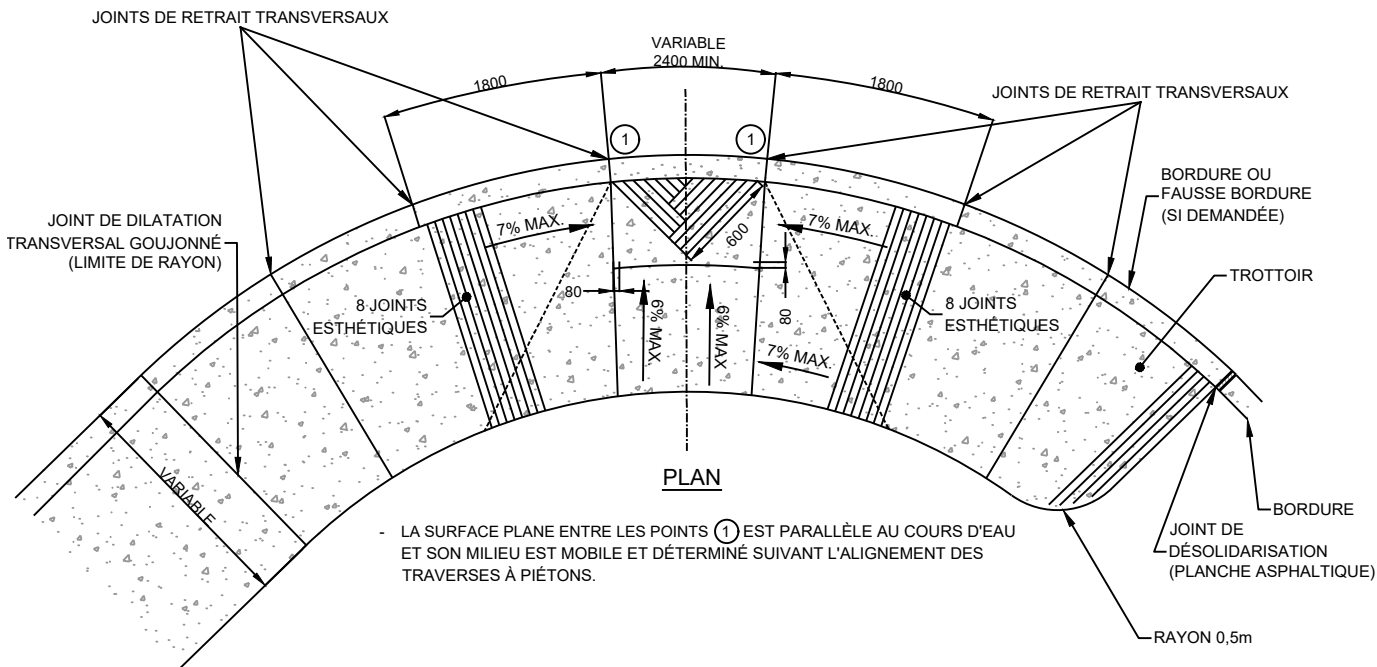 JOINTS DE RETRAIT TRANSVERSAUX
VARIABLE
2400 MIN.
1800
1800
JOINTS DE RETRAIT TRANSVERSAUX
1
1
BORDURE OU
FAUSSE BORDURE
(SI DEMANDÉE)
JOINT DE DILATATION
TRANSVERSAL GOUJONNÉ
(LIMITE DE RAYON)
7% MAX.
7% MAX.
600
TROTTOIR
8 JOINTS
ESTHÉTIQUES
80
6% MAX.
6% MAX.
80
8 JOINTS
ESTHÉTIQUES
7% MAX.
VARIABLE
PLAN
BORDURE
- LA SURFACE PLANE ENTRE LES POINTS 1 EST PARALLÈLE AU COURS D'EAU
ET SON MILIEU EST MOBILE ET DÉTERMINÉ SUIVANT L'ALIGNEMENT DES
TRAVERSES À PIÉTONS.
JOINT DE
DÉSOLIDARISATION
(PLANCHE ASPHALTIQUE)
RAYON 0,5m